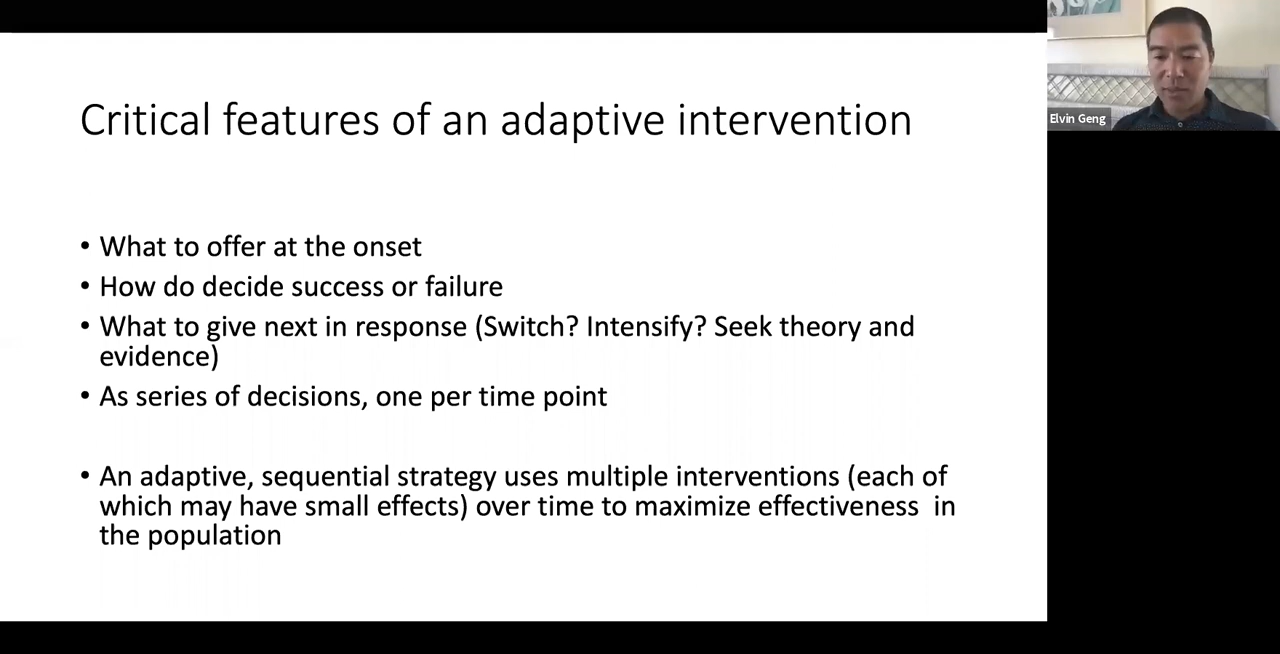 Critical features of an adaptive intervention
• What to offer at the onset
• How do decide success or failure
• What to give next in response (Switch? Intensify? Seek theory and
evidence)
• As series of decisions, one per time point
• An adaptive, sequential strategy uses multiple interventions (each of
which may have small effects) over time to maximize effectiveness  in
the population
Elvin Geng